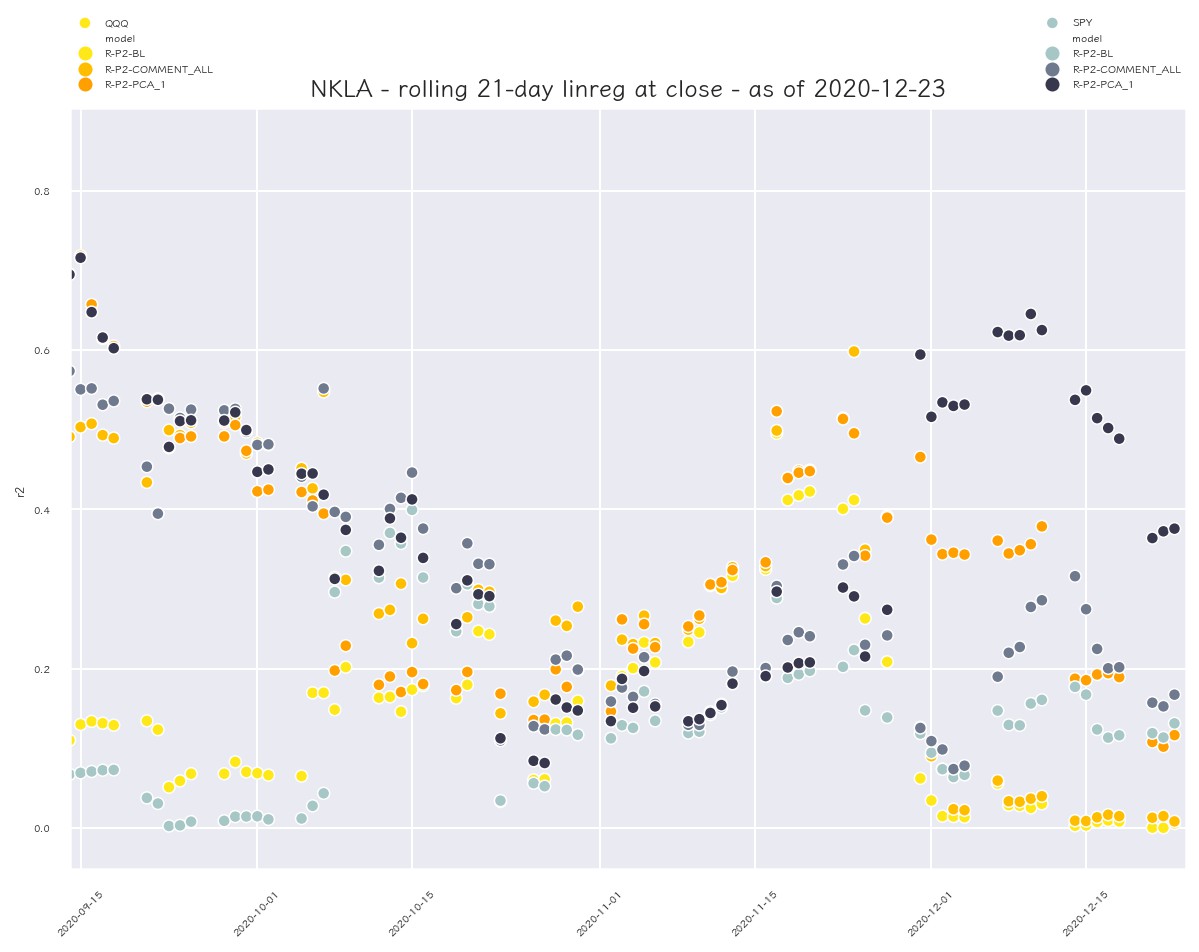 QQQ
model
R-P2-BL
R-P2-COMMENT_ALL
R-P2-PCA_1
SPY
model
R-P2-BL
R-P2-COMMENT_ALL
R-P2-PCA_1
NKLA - rolling 21-day linreg at close - as of 2020-12-23
0.8
0.6
0.4
0.2
0.0
r2
2020-09-15
2020-10-01
2020-10-15
2020-11-01
2020-11-15
2020-12-01
2020-12-15